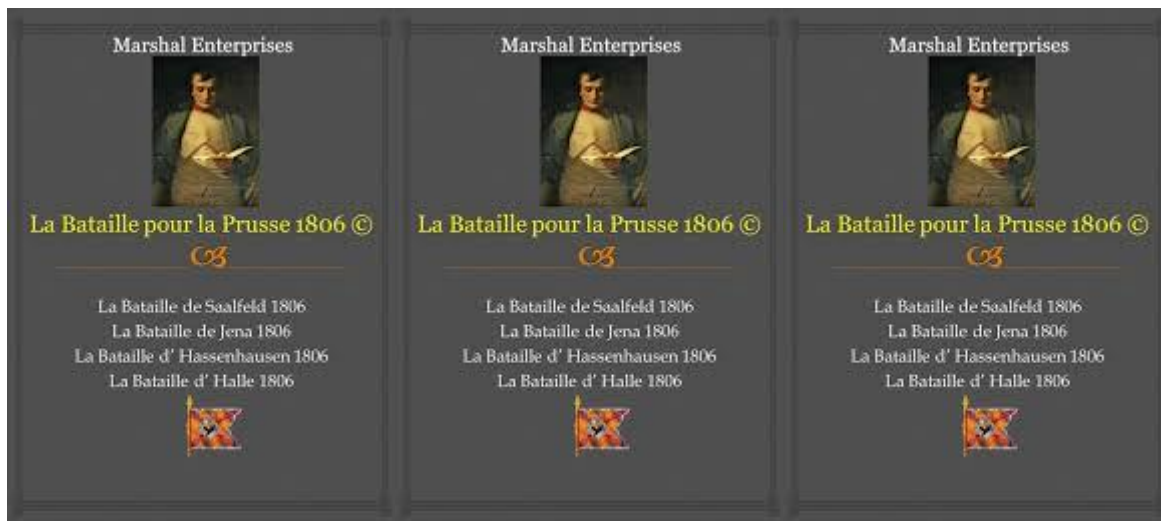 Marshal Enterprises
La Bataille pour la Prusse 1806 ©
La Bataille de Saalfeld 1806
La Bataille de Jena 1806
La Bataille d’ Hassenhausen 1806
La Bataille d’ Halle 1806
Marshal Enterprises
La Bataille pour la Prusse 1806 ©
La Bataille de Saalfeld 1806
La Bataille de Jena 1806
La Bataille d’ Hassenhausen 1806
La Bataille d’ Halle 1806
Marshal Enterprises
La Bataille pour la Prusse 1806 ©
La Bataille de Saalfeld 1806
La Bataille de Jena 1806
La Bataille d’ Hassenhausen 1806
La Bataille d’ Halle 1806